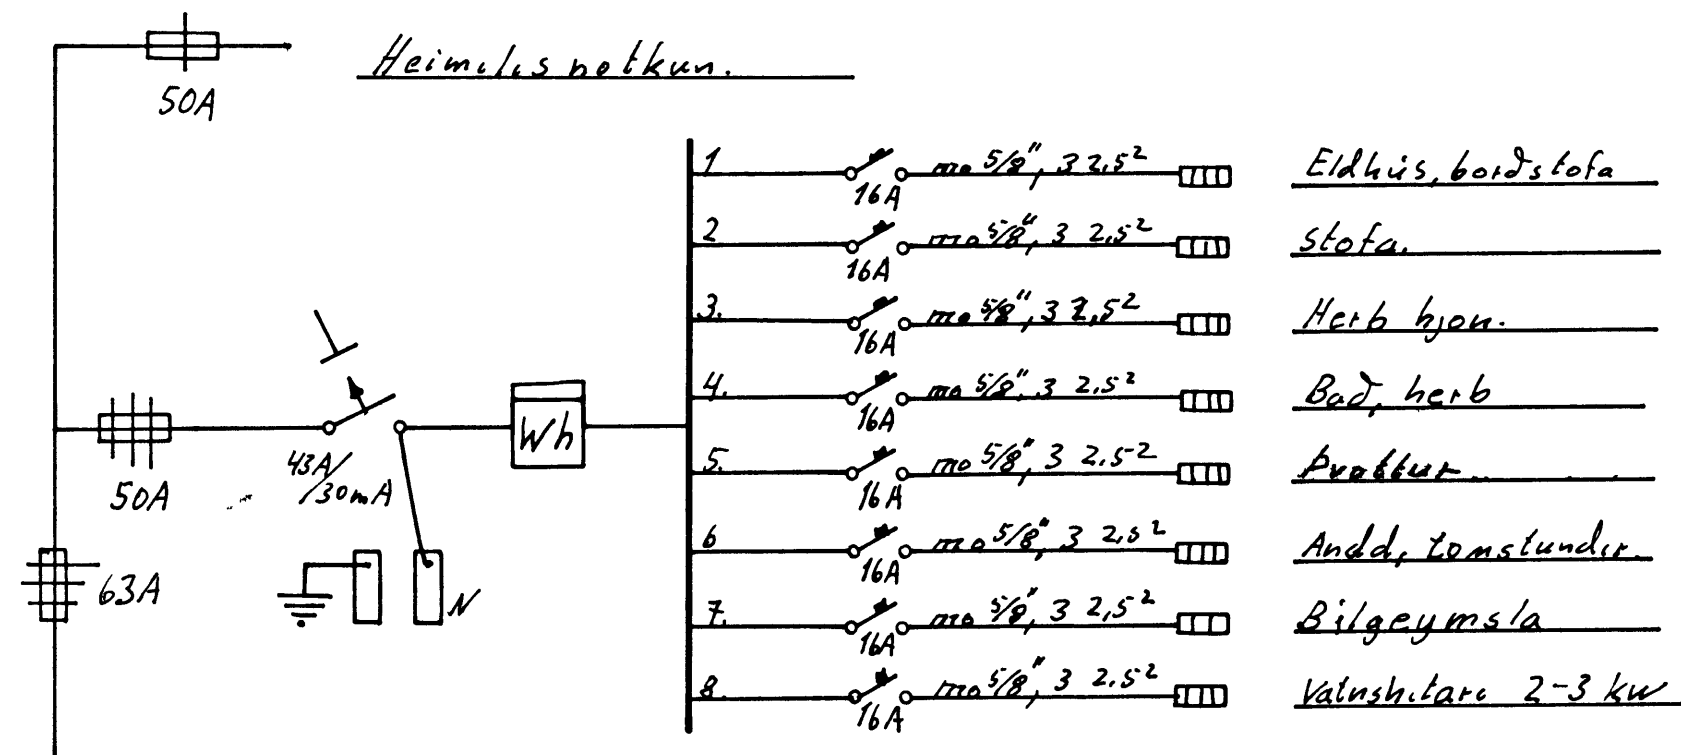 Heimilisnotkun.
50A
1 16A mo 5/8", 3 2,5² Eldhús, borðstofa
2 16A mo 5/8", 3 2,5² Stofa.
3. 16A mo 5/8", 3 2,5² Herb hjon.
4. 16A mo 5/8", 3 2,5² Bað, herb
5. 16A mo 5/8", 3 2,5² Þvottur
6 16A mo 5/8", 3 2,5² Andd, tomstundir.
7. 16A mo 5/8", 3 2,5² Bilgeymsla
8. 16A mo 5/8", 3 2.5² Vatnshitari 2-3 kw
50A
43A/
/30mA
Wh
63A
N